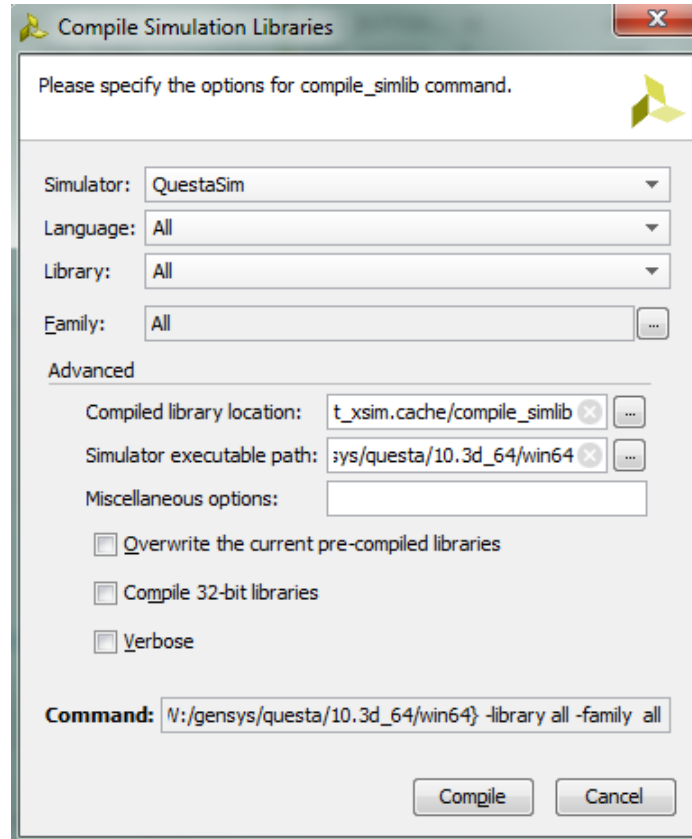 Compile Simulation Libraries
Please specify the options for compile_simlib command.
Simulator: QuestaSim
Language: All
Library: All
Family: All ...
Advanced
Compiled library location: t_xsim.cache/compile_simlib ...
Simulator executable path: sys/questa/10.3d_64/win64 ...
Miscellaneous options:
Overwrite the current pre-compiled libraries
Compile 32-bit libraries
Verbose
Command: W:/gensys/questa/10.3d_64/win64} -library all -family all
Compile Cancel